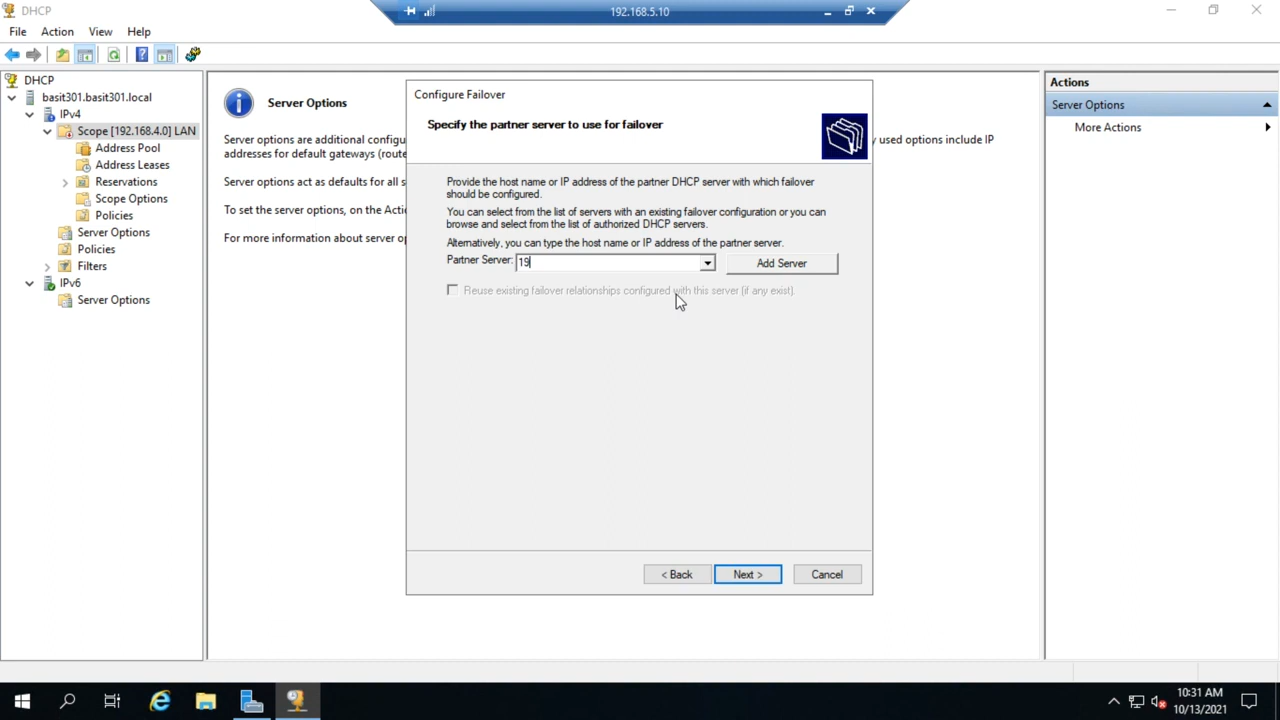 DHCP
192.168.5.10
File Action View Help
DHCP
basit301.basit301.local
IPv4
Scope [192.168.4.0] LAN
Address Pool
Address Leases
Reservations
Scope Options
Policies
Server Options
Policies
Filters
IPv6
Server Options
Server Options
Server options are additional configu
addresses for default gateways (route
y used options include IP
Server options act as defaults for all s
To set the server options, on the Actio
For more information about server op
Configure Failover
Specify the partner server to use for failover
Provide the host name or IP address of the partner DHCP server with which failover
should be configured.
You can select from the list of servers with an existing failover configuration or you can
browse and select from the list of authorized DHCP servers.
Alternatively, you can type the host name or IP address of the partner server.
Partner Server: 19
Add Server
Reuse existing failover relationships configured with this server (if any exist).
< Back
Next >
Cancel
Actions
Server Options
More Actions
10:31 AM
10/13/2021